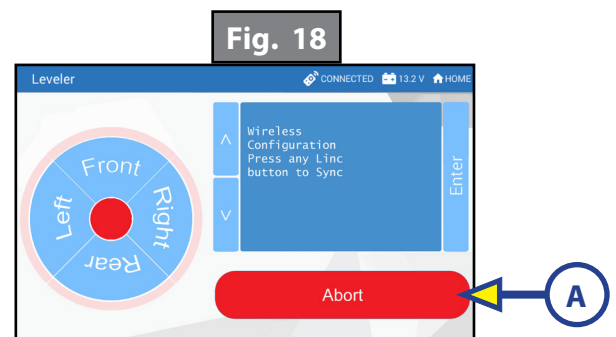 Fig. 18
Leveler CONNECTED 13.2 V HOME
Front
Left
Right
Rear
Wireless
Configuration
Press any Linc
button to Sync
Enter
Abort
A